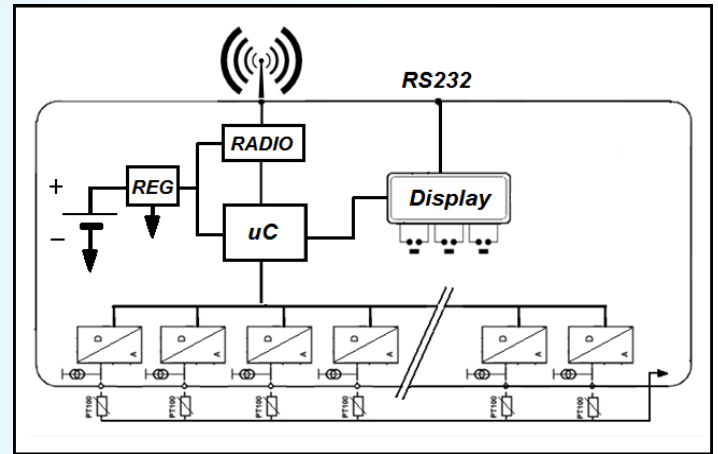 RS232
RADIO
+
REG
Display
uC
−
D
A
D
A
D
A
D
A
D
A
D
A
PT100
PT100
PT100
PT100
PT100
PT100